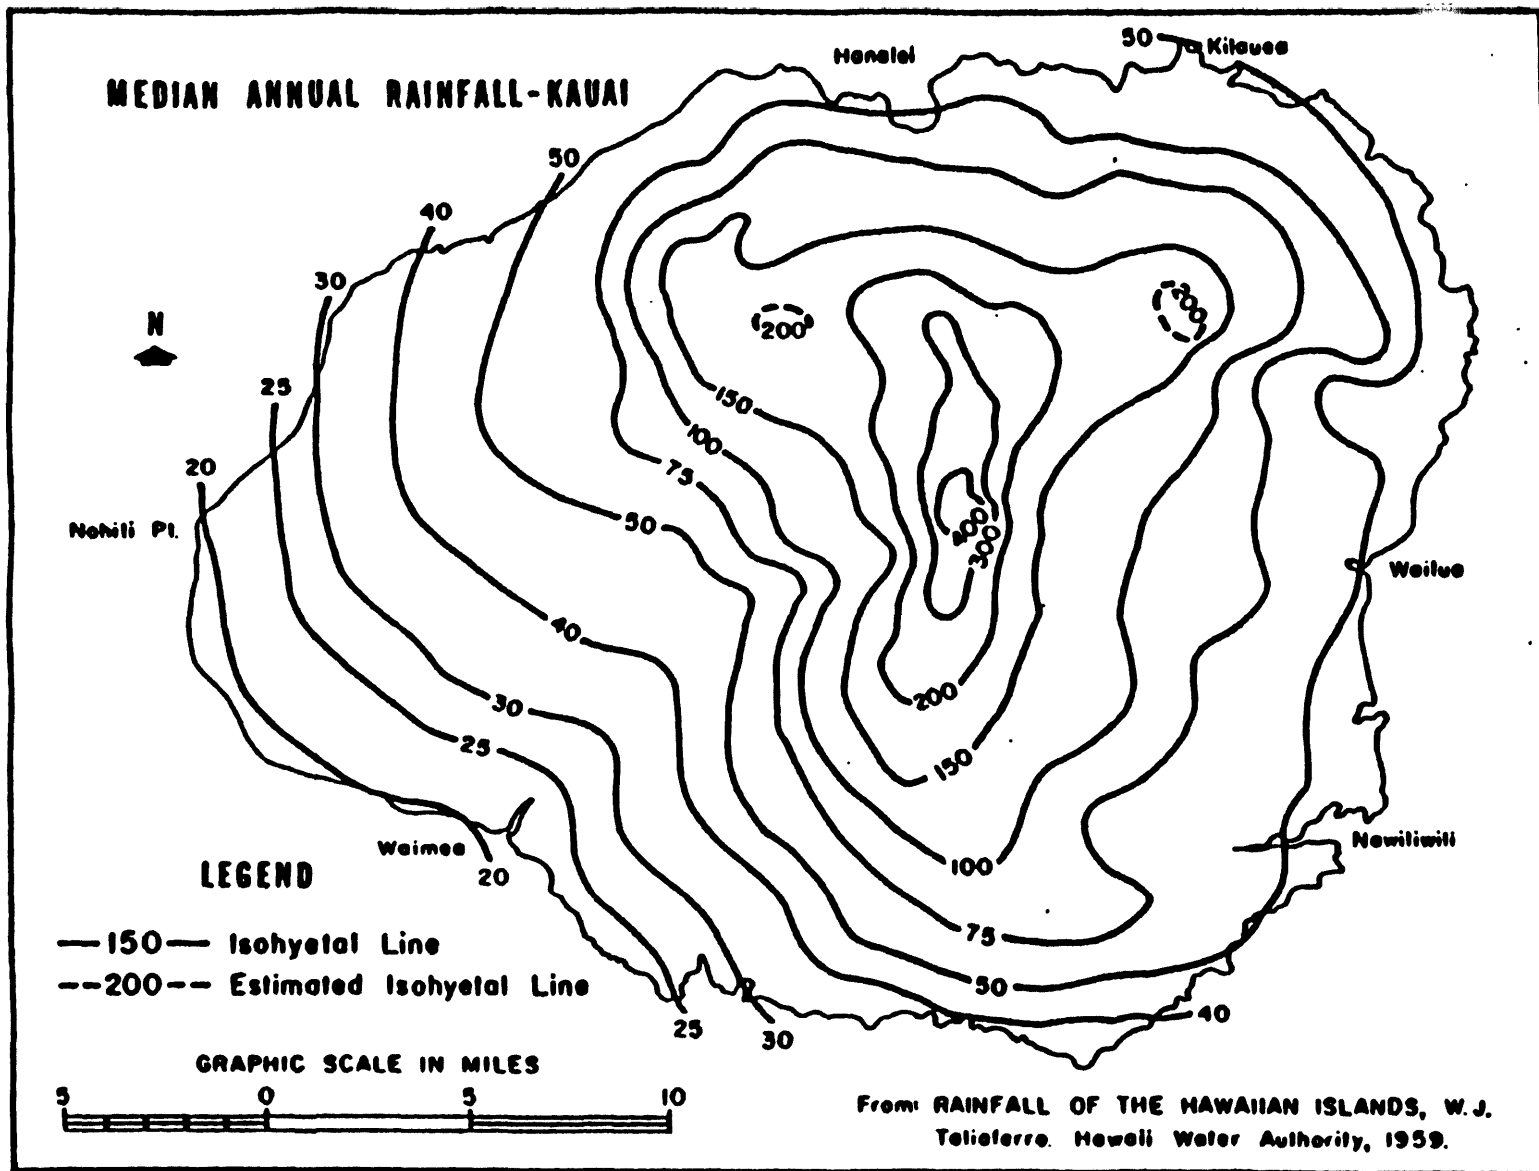 MEDIAN ANNUAL RAINFALL-KAUAI
Hanalei
50 Kilauea
50
40
30
N
25
20
Nohili Pt.
200
200
150
100
75
50
400
300
Wailua
40
30
25
200
150
Waimea
20
Nawiliwili
100
75
50
40
25
30
LEGEND
—150— Isohyetal Line
--200-- Estimated Isohyetal Line
GRAPHIC SCALE IN MILES
5 0 5 10
From: RAINFALL OF THE HAWAIIAN ISLANDS, W.J.
Taliaferro. Hawaii Water Authority, 1959.